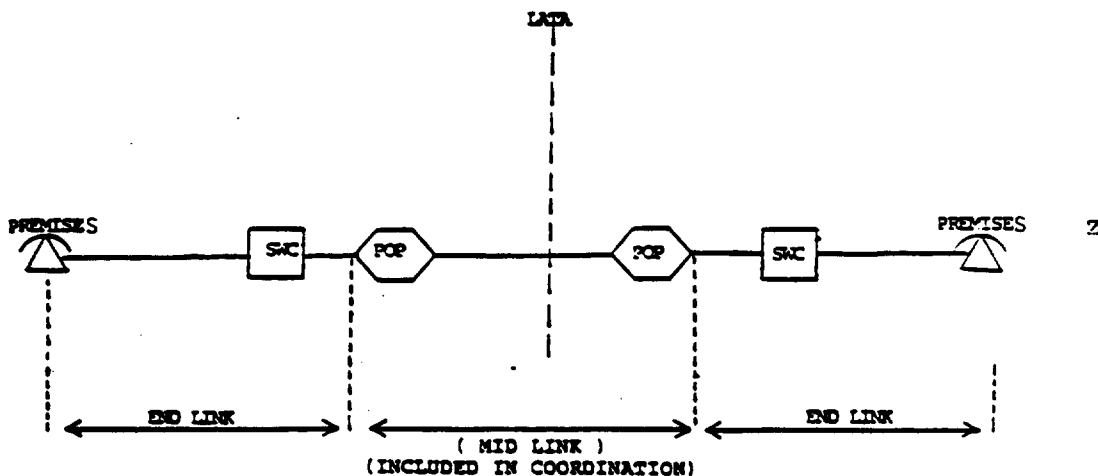 LATA
PREMISES
PREMISES
Z
SWC
POP
POP
SWC
END LINK
END LINK
( MID LINK )
(INCLUDED IN COORDINATION)